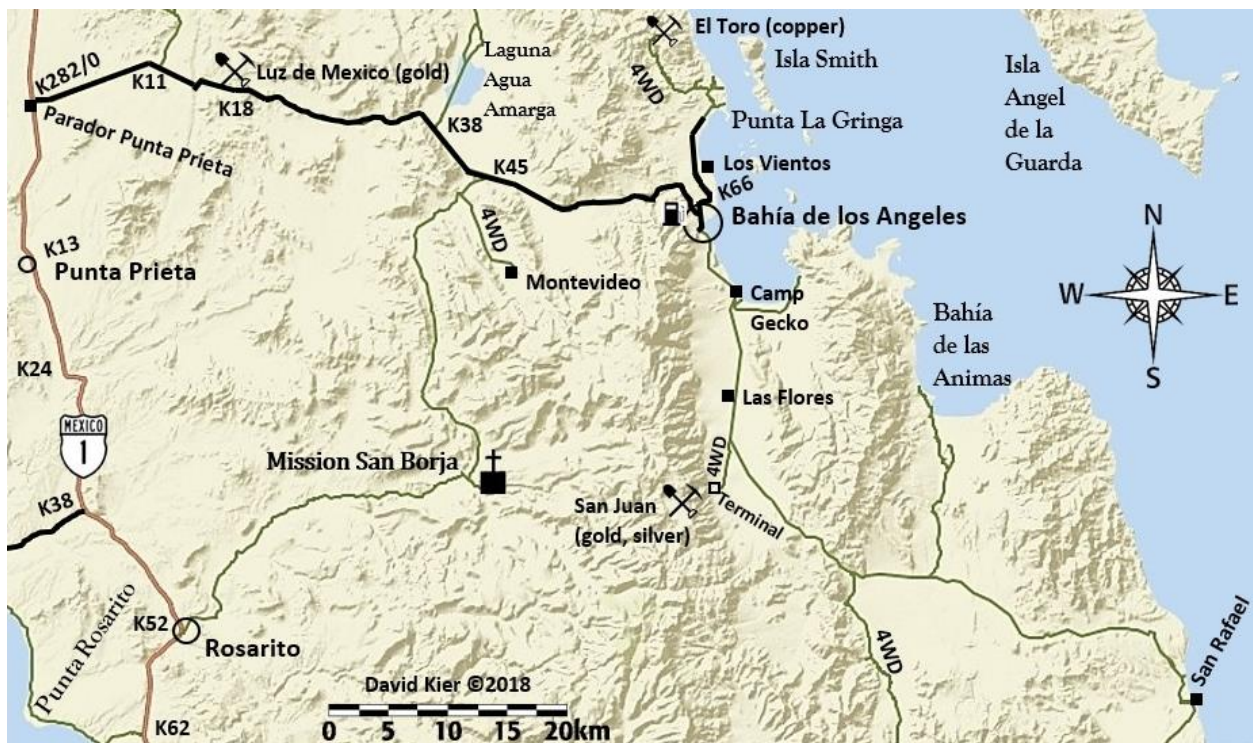 El Toro (copper)
K282/0
K11
Luz de Mexico (gold)
K18
Laguna
Agua
Amarga
4WD
Isla Smith
Isla
Angel
de la
Guarda
Parador Punta Prieta
K38
Punta La Gringa
K45
Los Vientos
K66
Bahía de los Angeles
K13
Punta Prieta
4WD
Montevideo
Camp
Gecko
Bahía
de las
Animas
N
W
E
S
K24
Las Flores
MEXICO
1
Mission San Borja
4WD
K38
San Juan
(gold, silver)
Terminal
Punta Rosarito
K52
Rosarito
4WD
San Rafael
David Kier ©2018
0 5 10 15 20km
K62